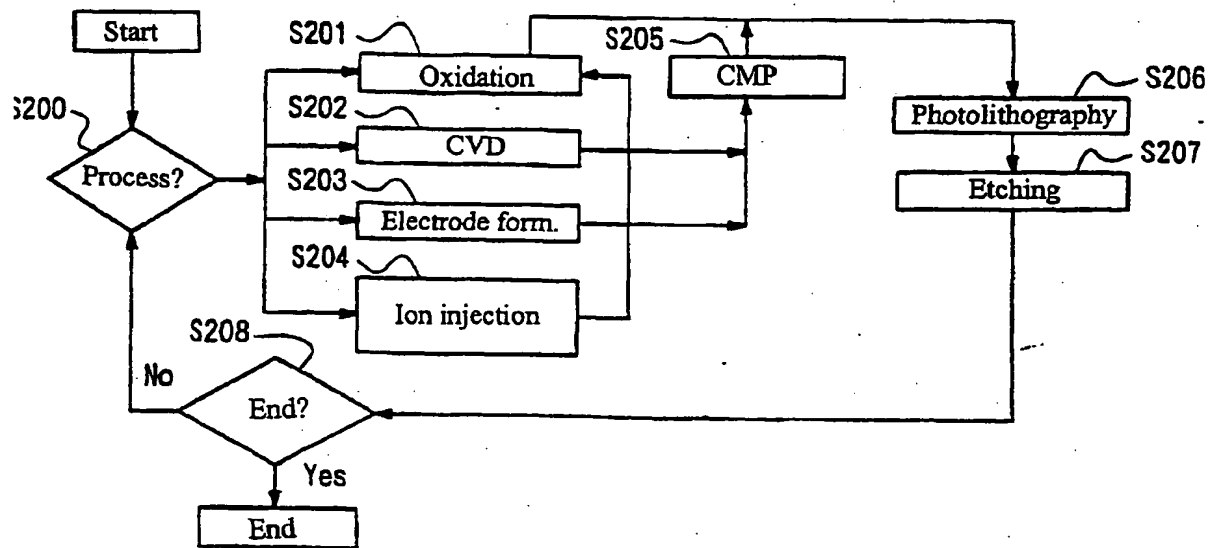 Start
S200
Process?
S201
Oxidation
S202
CVD
S203
Electrode form.
S204
Ion injection
S205
CMP
S206
Photolithography
S207
Etching
S208
End?
No
Yes
End